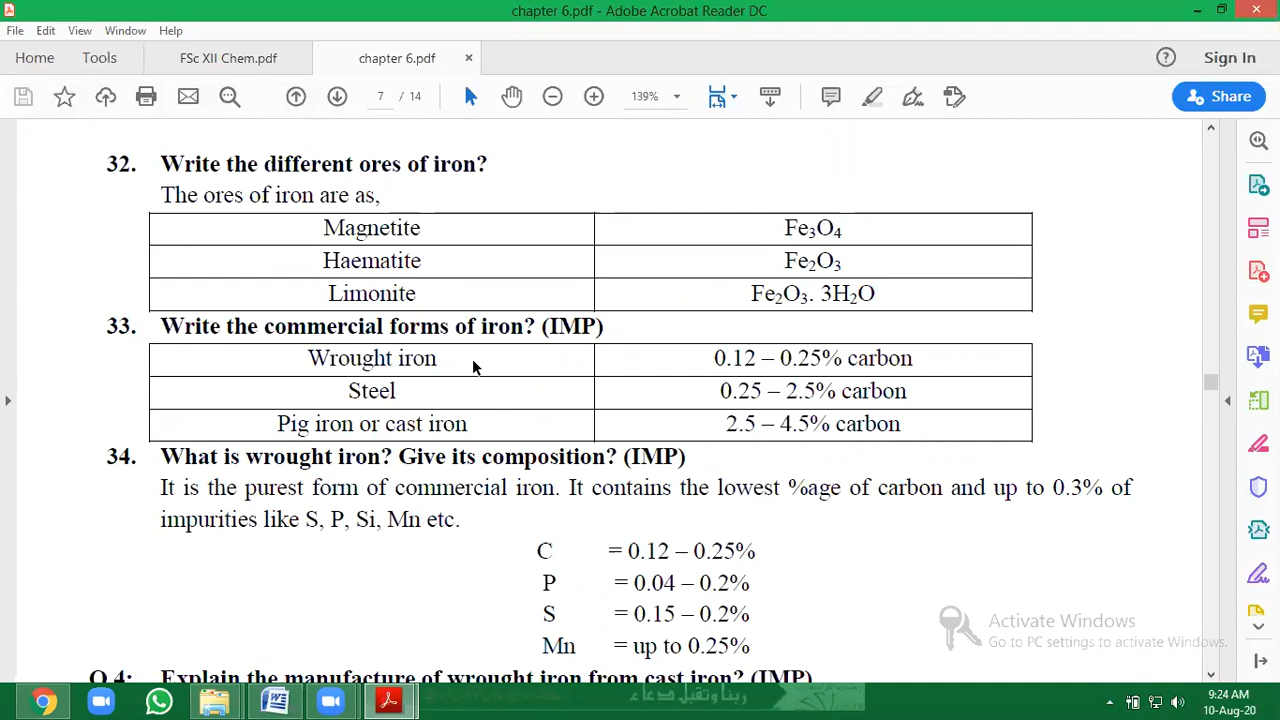 chapter 6.pdf - Adobe Acrobat Reader DC
File Edit View Window Help
Home Tools FSc XII Chem.pdf chapter 6.pdf × ? Sign In
7 / 14 139% Share
32. Write the different ores of iron?
The ores of iron are as,
Magnetite Fe₃O₄
Haematite Fe₂O₃
Limonite Fe₂O₃. 3H₂O
33. Write the commercial forms of iron? (IMP)
Wrought iron 0.12 – 0.25% carbon
Steel 0.25 – 2.5% carbon
Pig iron or cast iron 2.5 – 4.5% carbon
34. What is wrought iron? Give its composition? (IMP)
It is the purest form of commercial iron. It contains the lowest %age of carbon and up to 0.3% of
impurities like S, P, Si, Mn etc.
C = 0.12 – 0.25%
P = 0.04 – 0.2%
S = 0.15 – 0.2%
Mn = up to 0.25%
Activate Windows
Go to PC settings to activate Windows.
Q.4: Explain the manufacture of wrought iron from cast iron? (IMP)
ربنا وتقبل دعاء
9:24 AM
10-Aug-20